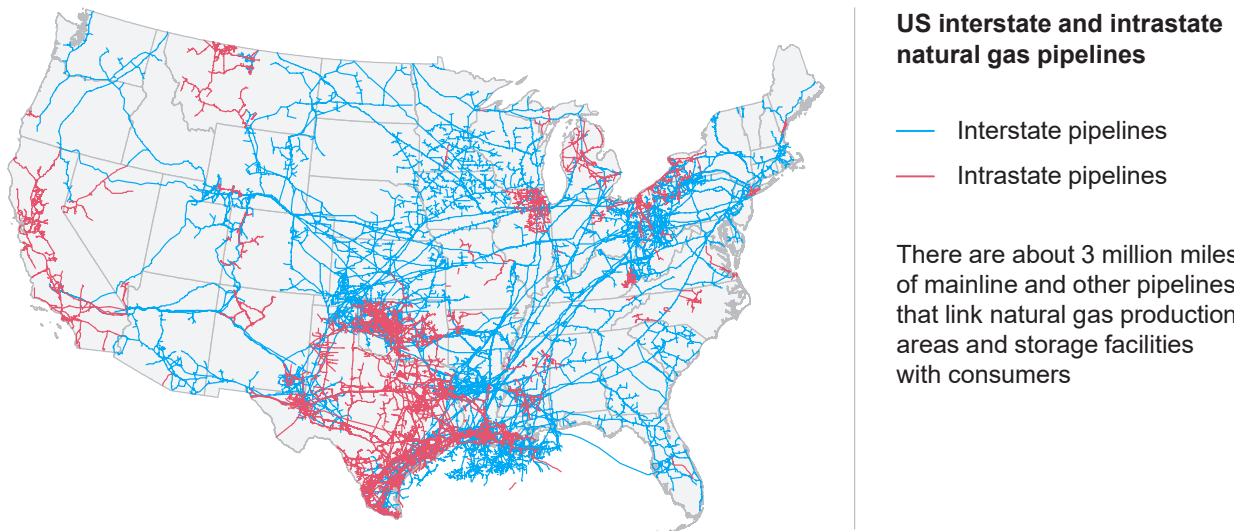 US interstate and intrastate
natural gas pipelines
Interstate pipelines
Intrastate pipelines
There are about 3 million miles
of mainline and other pipelines
that link natural gas production
areas and storage facilities
with consumers